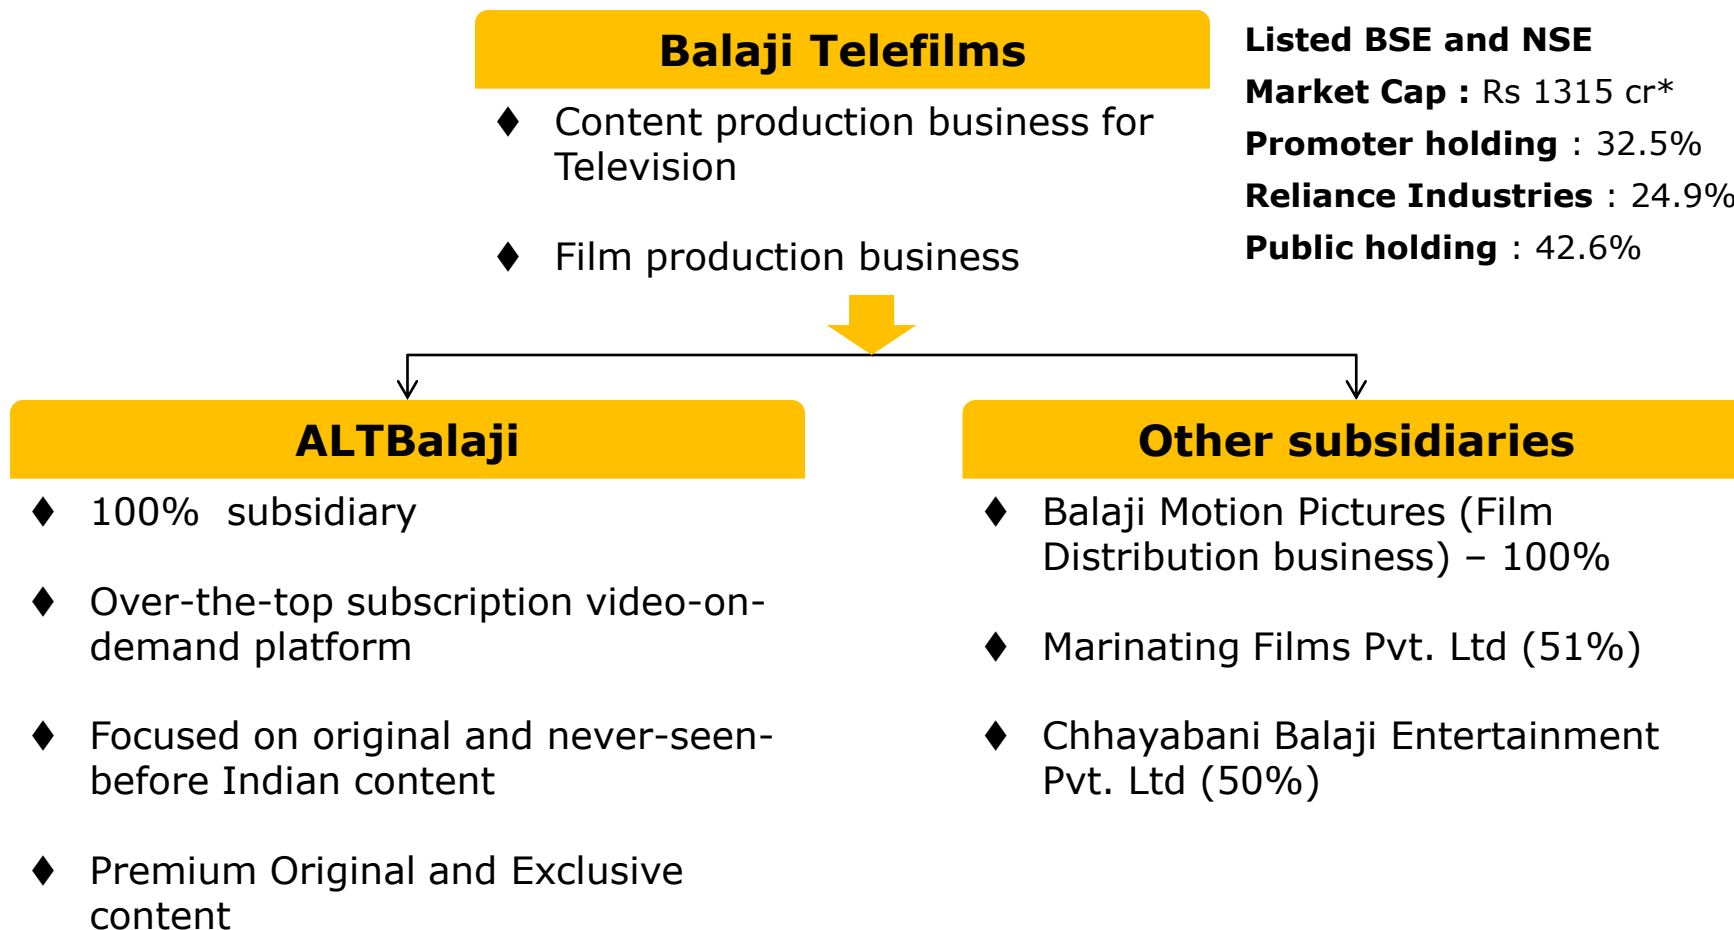 Balaji Telefilms
♦ Content production business for
Television
♦ Film production business
Listed BSE and NSE
Market Cap : Rs 1315 cr*
Promoter holding : 32.5%
Reliance Industries : 24.9%
Public holding : 42.6%
ALTBalaji
♦ 100% subsidiary
♦ Over-the-top subscription video-on-
demand platform
♦ Focused on original and never-seen-
before Indian content
♦ Premium Original and Exclusive
content
Other subsidiaries
♦ Balaji Motion Pictures (Film
Distribution business) – 100%
♦ Marinating Films Pvt. Ltd (51%)
♦ Chhayabani Balaji Entertainment
Pvt. Ltd (50%)